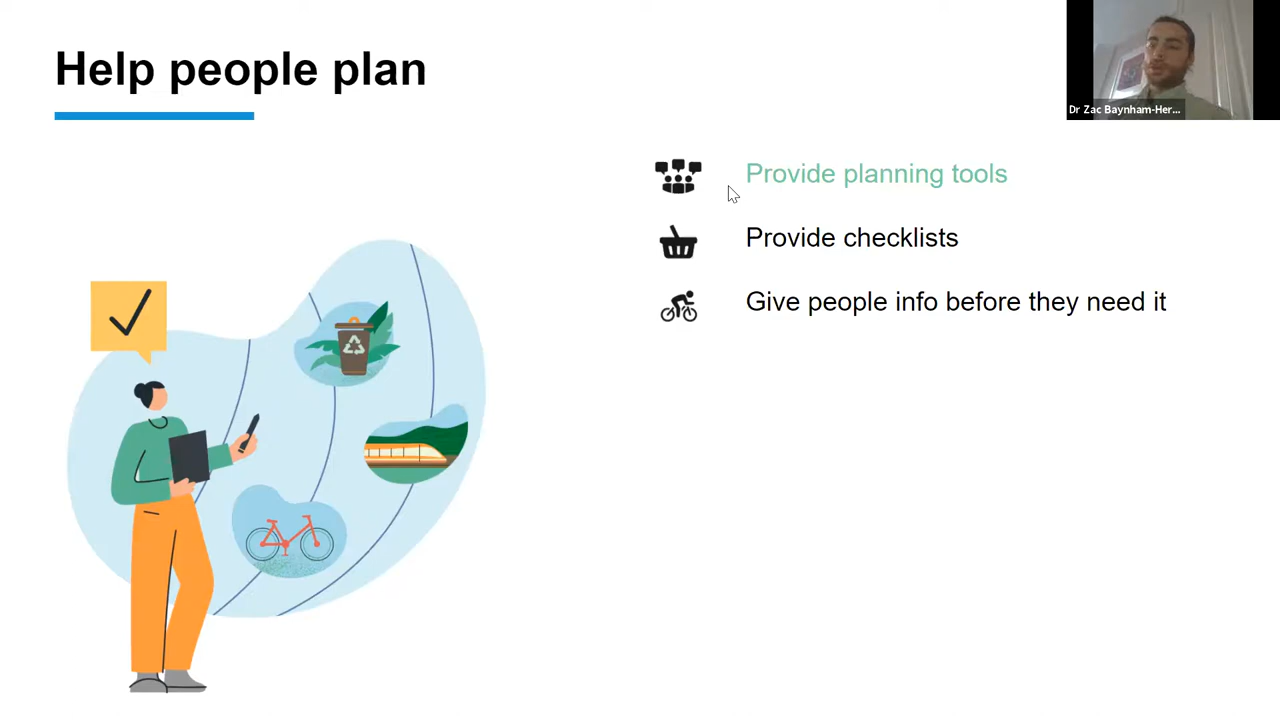 Help people plan
Dr Zac Baynham-Her...
Provide planning tools
Provide checklists
Give people info before they need it